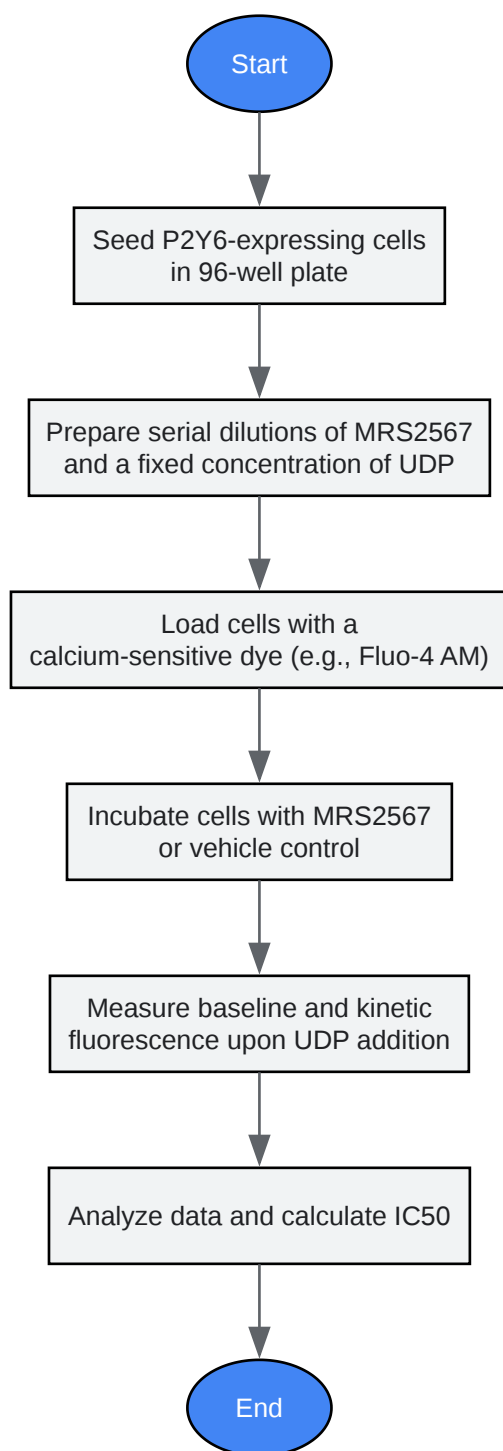 Start
Seed P2Y6-expressing cells
in 96-well plate
Prepare serial dilutions of MRS2567
and a fixed concentration of UDP
Load cells with a
calcium-sensitive dye (e.g., Fluo-4 AM)
Incubate cells with MRS2567
or vehicle control
Measure baseline and kinetic
fluorescence upon UDP addition
Analyze data and calculate IC50
End